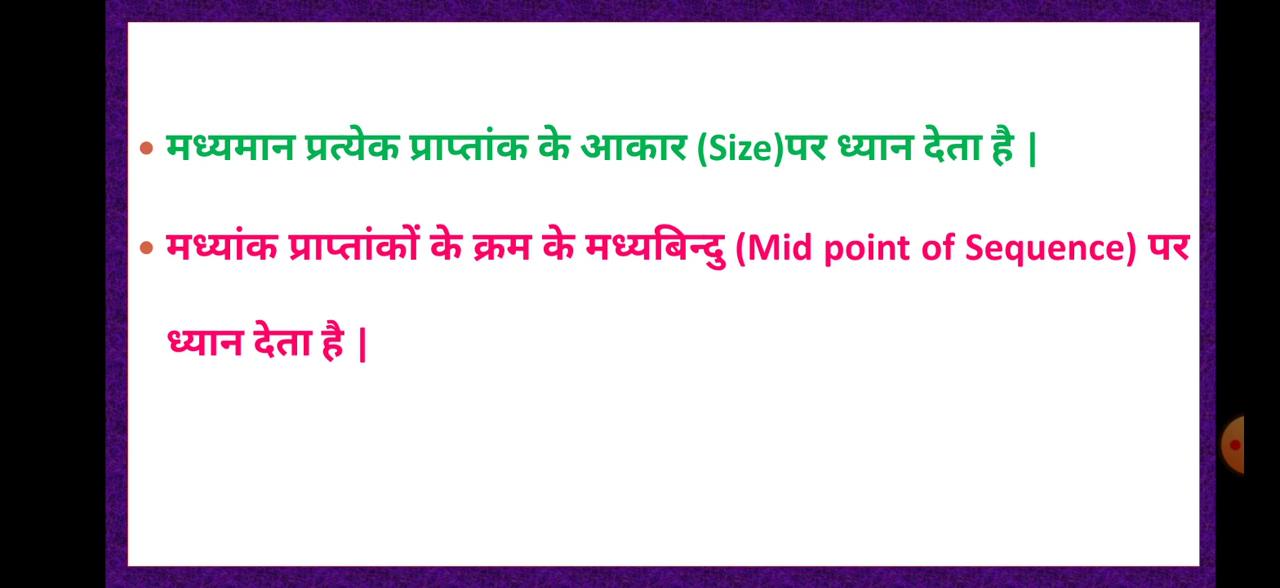 • मध्यमान प्रत्येक प्राप्तांक के आकार (Size)पर ध्यान देता है |
• मध्यांक प्राप्तांकों के क्रम के मध्यबिन्दु (Mid point of Sequence) पर
ध्यान देता है |